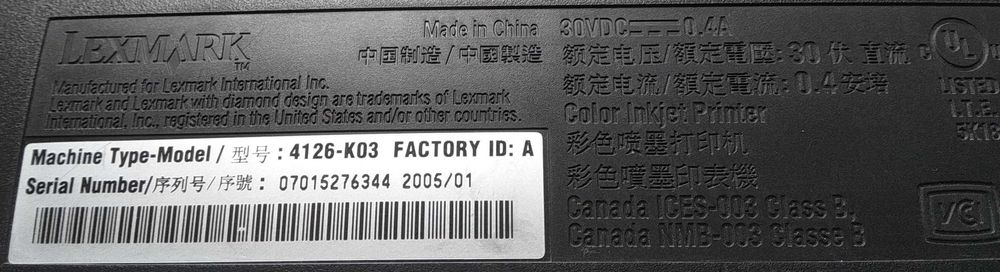 LEXMARK™
Manufactured for Lexmark International Inc.
Lexmark and Lexmark with diamond design are trademarks of Lexmark
International, Inc., registered in the United States and/or other countries.
Machine Type-Model / 型号 : 4126-K03 FACTORY ID: A
Serial Number/序列号/序號 : 07015276344 2005/01
Made in China
中国制造/中國製造
30VDC⎓0.4A
额定电压/額定電壓: 30伏 直流
额定电流/額定電流: 0.4安培
Color Inkjet Printer
彩色喷墨打印机
彩色噴墨印表機
Canada ICES-003 Class B,
Canada NMB-003 Classe B
C UL
LISTED
I.T.E.
VCI